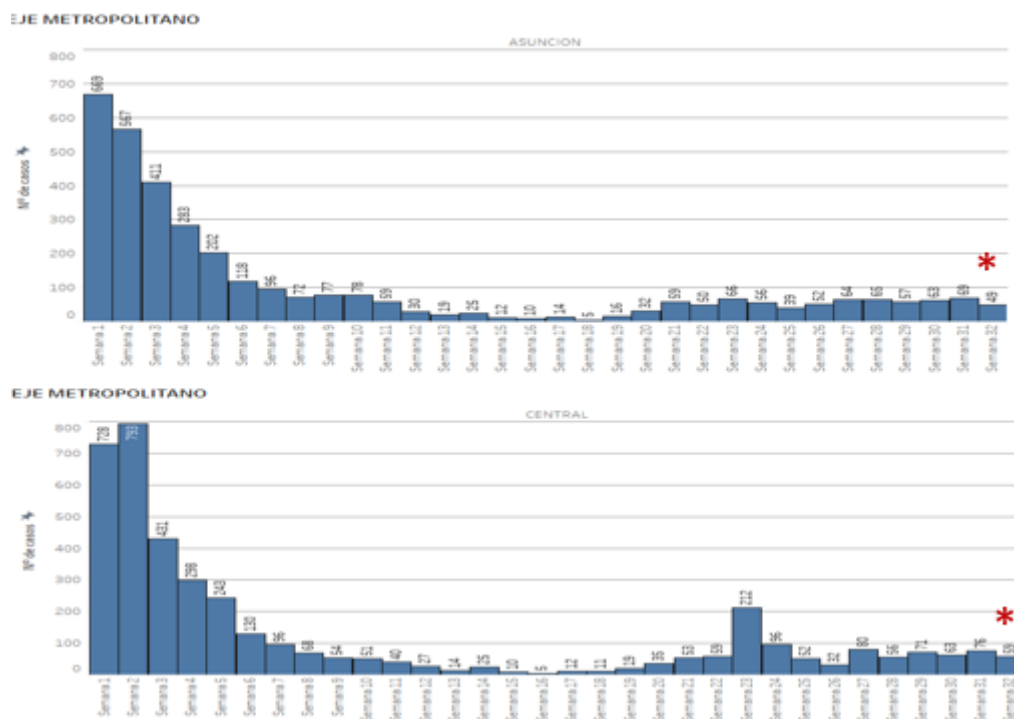 EJE METROPOLITANO
ASUNCION
Nº de casos
800
700
600
500
400
300
200
100
0
669
567
411
283
202
118
96
72
77
78
59
30
19
25
12
10
14
5
16
32
59
50
66
56
39
52
64
65
57
63
69
49
*
Semana 1
Semana 2
Semana 3
Semana 4
Semana 5
Semana 6
Semana 7
Semana 8
Semana 9
Semana 10
Semana 11
Semana 12
Semana 13
Semana 14
Semana 15
Semana 16
Semana 17
Semana 18
Semana 19
Semana 20
Semana 21
Semana 22
Semana 23
Semana 24
Semana 25
Semana 26
Semana 27
Semana 28
Semana 29
Semana 30
Semana 31
Semana 32
EJE METROPOLITANO
CENTRAL
Nº de casos
800
700
600
500
400
300
200
100
0
728
793
431
298
243
130
96
68
54
51
40
27
14
25
10
5
12
11
19
35
53
59
212
96
52
32
80
56
71
63
76
59
*
Semana 1
Semana 2
Semana 3
Semana 4
Semana 5
Semana 6
Semana 7
Semana 8
Semana 9
Semana 10
Semana 11
Semana 12
Semana 13
Semana 14
Semana 15
Semana 16
Semana 17
Semana 18
Semana 19
Semana 20
Semana 21
Semana 22
Semana 23
Semana 24
Semana 25
Semana 26
Semana 27
Semana 28
Semana 29
Semana 30
Semana 31
Semana 32